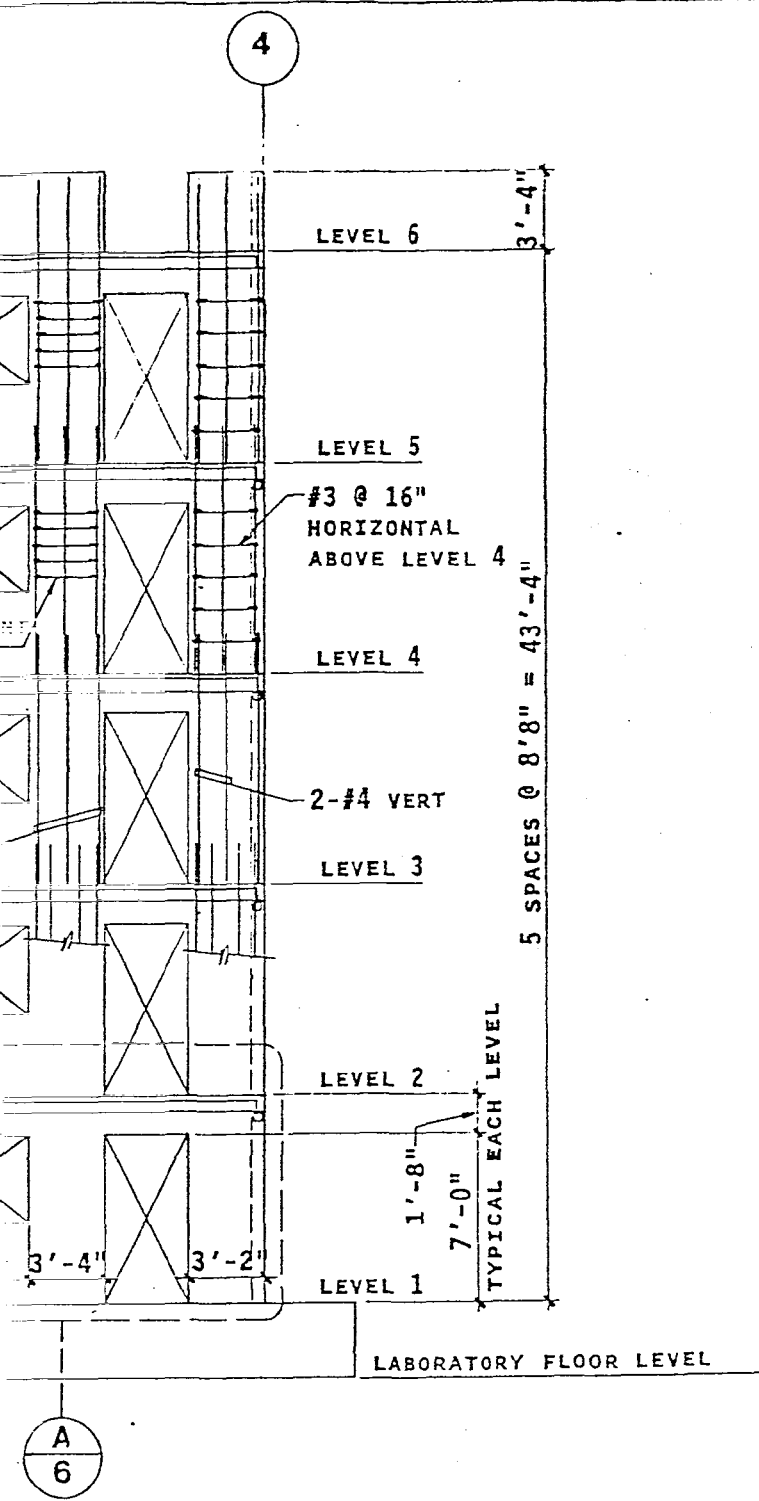 4
3'-4"
LEVEL 6
LEVEL 5
#3 @ 16"
HORIZONTAL
ABOVE LEVEL 4
LEVEL 4
5 SPACES @ 8'8" = 43'-4"
2-#4 VERT
LEVEL 3
LEVEL 2
1'-8"
7'-0"
TYPICAL EACH LEVEL
3'-4"
3'-2"
LEVEL 1
LABORATORY FLOOR LEVEL
A
6